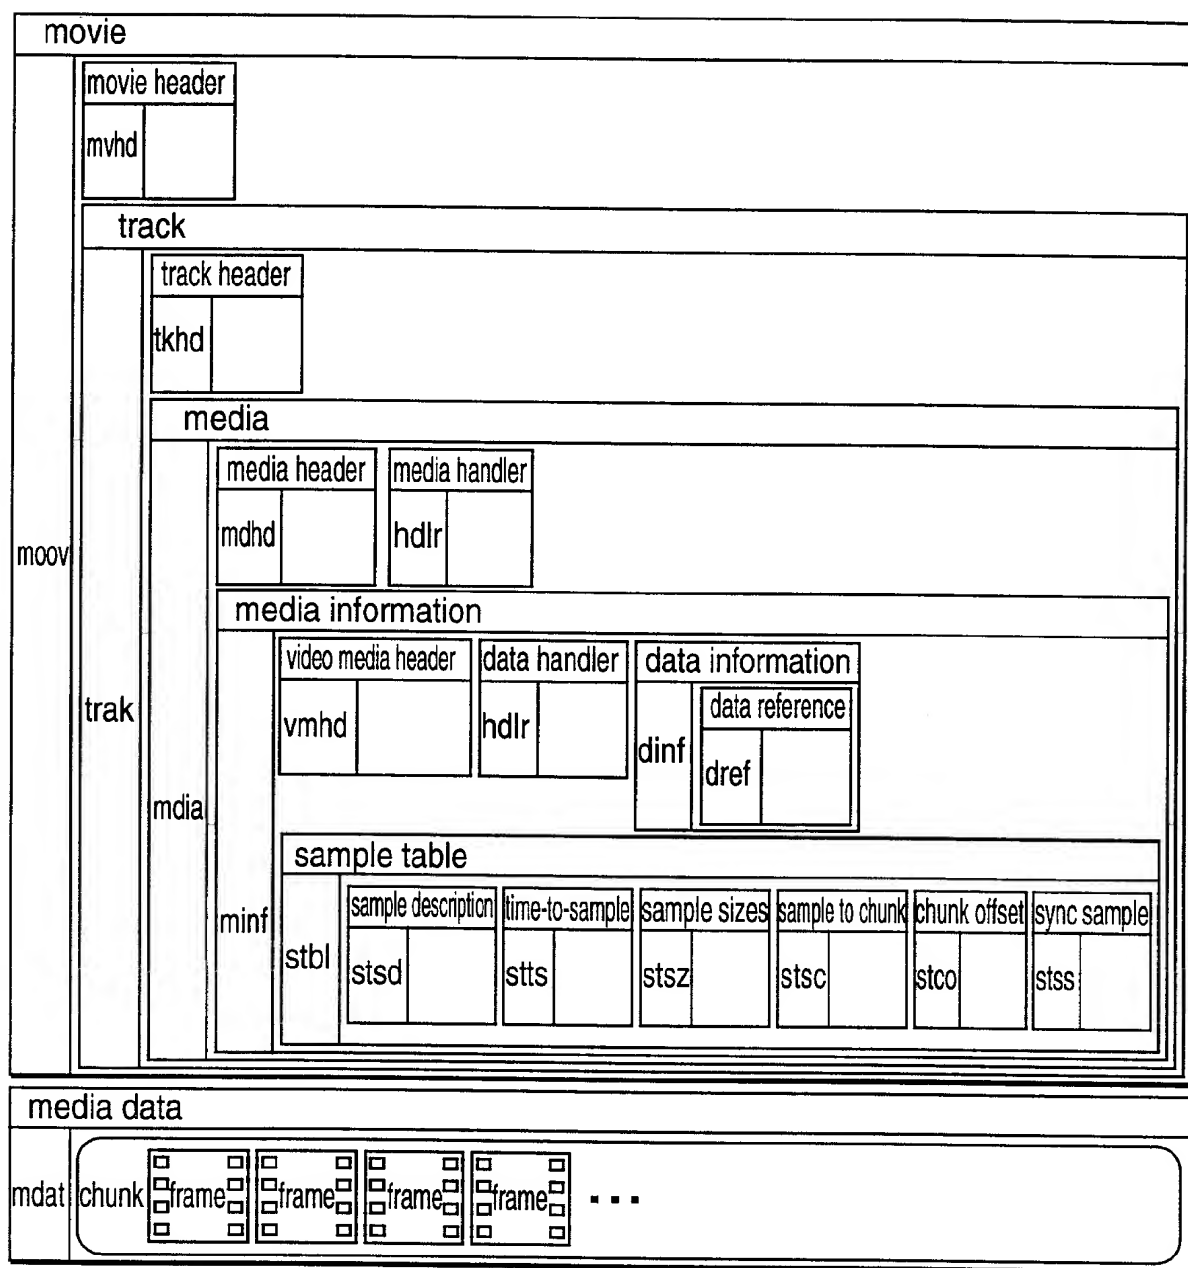 movie
movie header
mvhd
track
track header
tkhd
media
media header media handler
mdhd hdlr
moov
media information
video media header data handler data information
data reference
trak
vmhd hdlr
dinf
dref
mdia
sample table
sample description time-to-sample sample sizes sample to chunk chunk offset sync sample
minf
stbl
stsd stts stsz stsc stco stss
media data
mdat chunk frame frame frame frame ...